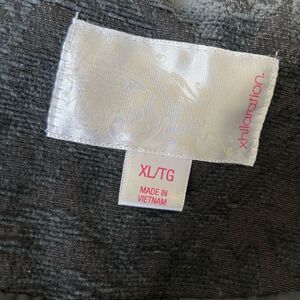 xhilaration.
XL/TG
MADE IN
VIETNAM